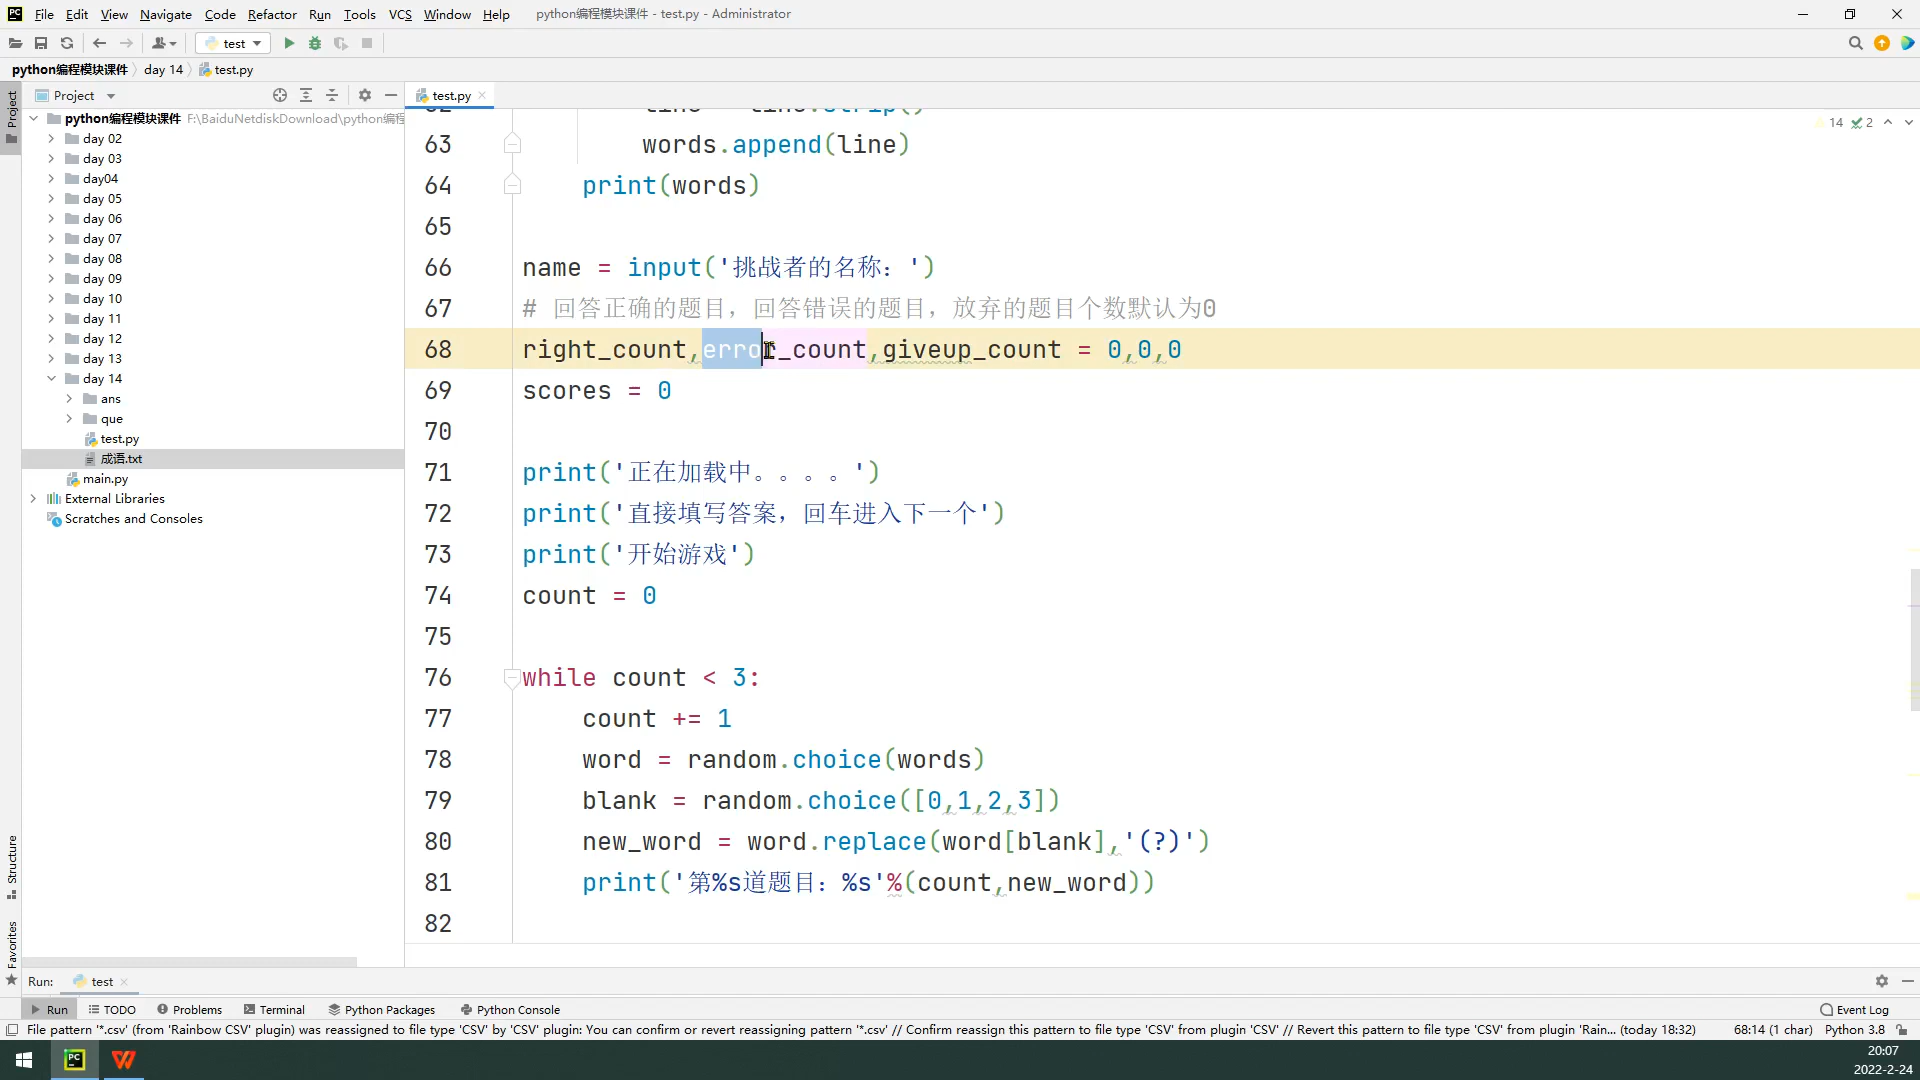 File Edit View Navigate Code Refactor Run Tools VCS Window Help python编程模块课件 - test.py - Administrator
test
python编程模块课件 day 14 test.py
Project
test.py
Project
python编程模块课件 F:\BaiduNetdiskDownload\python编程
day 02
day 03
day04
day 05
day 06
day 07
day 08
day 09
day 10
day 11
day 12
day 13
day 14
ans
que
test.py
成语.txt
main.py
External Libraries
Scratches and Consoles
14 2
63 words.append(line)
64 print(words)
65
66 name = input('挑战者的名称：')
67 # 回答正确的题目，回答错误的题目，放弃的题目个数默认为0
68 right_count,error_count,giveup_count = 0,0,0
69 scores = 0
70
71 print('正在加载中。。。。')
72 print('直接填写答案，回车进入下一个')
73 print('开始游戏')
74 count = 0
75
76 while count < 3:
77 count += 1
78 word = random.choice(words)
79 blank = random.choice([0,1,2,3])
80 new_word = word.replace(word[blank],'(?)')
81 print('第%s道题目：%s'%(count,new_word))
82
Structure
Favorites
Run: test
Run TODO Problems Terminal Python Packages Python Console Event Log
File pattern '*.csv' (from 'Rainbow CSV' plugin) was reassigned to file type 'CSV' by 'CSV' plugin: You can confirm or revert reassigning pattern '*.csv' // Confirm reassign this pattern to file type 'CSV' from plugin 'CSV' // Revert this pattern to file type 'CSV' from plugin 'Rain... (today 18:32) 68:14 (1 char) Python 3.8
20:07
2022-2-24